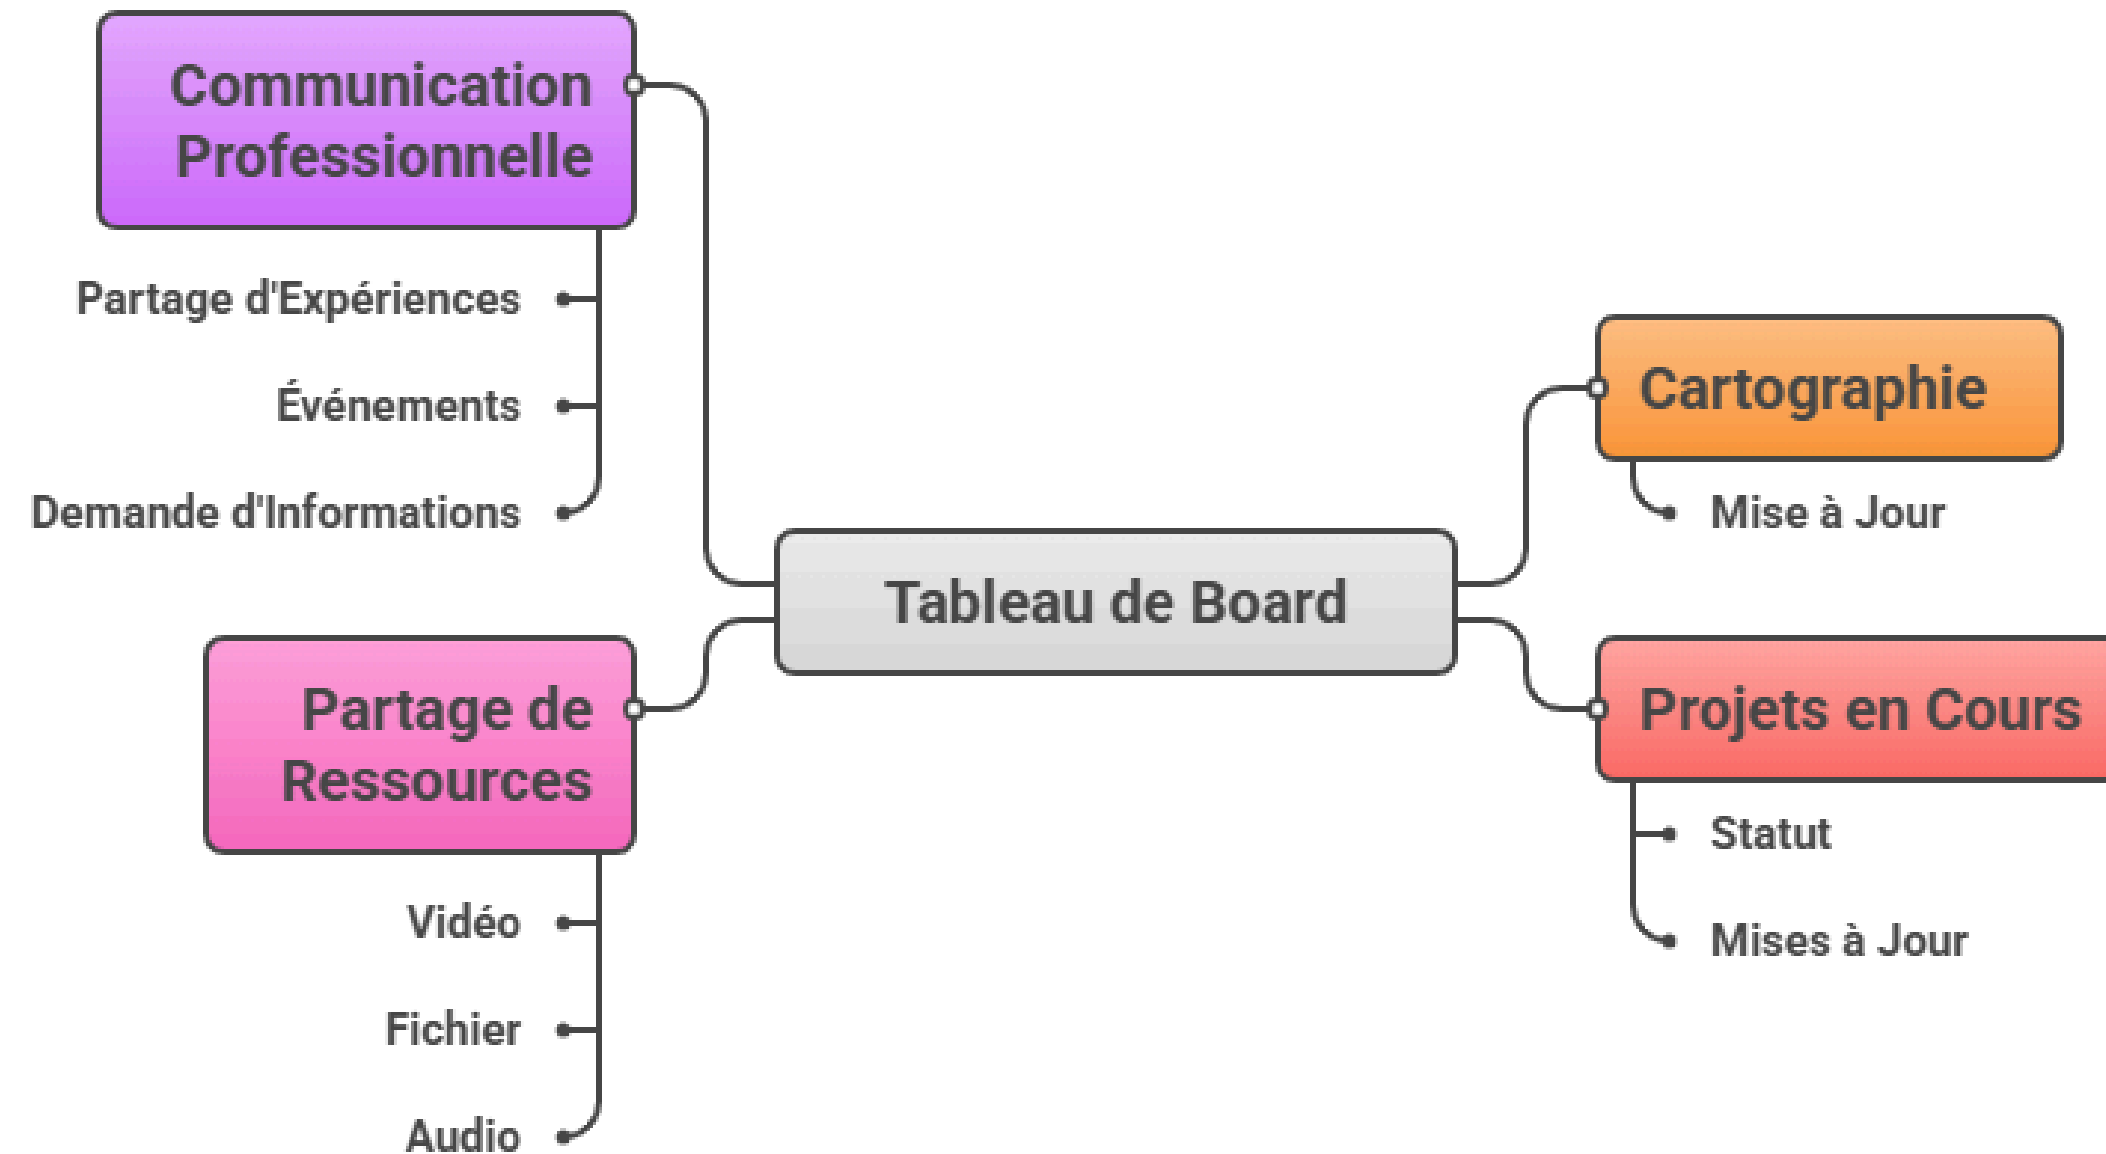 Communication
Professionnelle
Partage d'Expériences
Événements
Demande d'Informations
Partage de
Ressources
Vidéo
Fichier
Audio
Tableau de Board
Cartographie
Mise à Jour
Projets en Cours
Statut
Mises à Jour